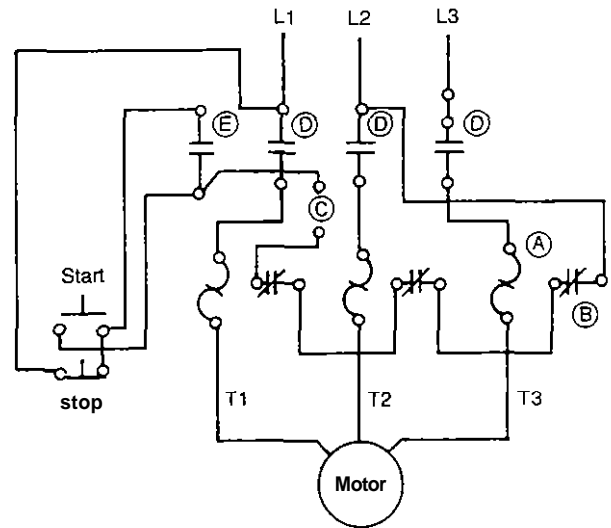 L1 L2 L3
E D D D
C
A
Start
B
stop
T1 T2 T3
Motor